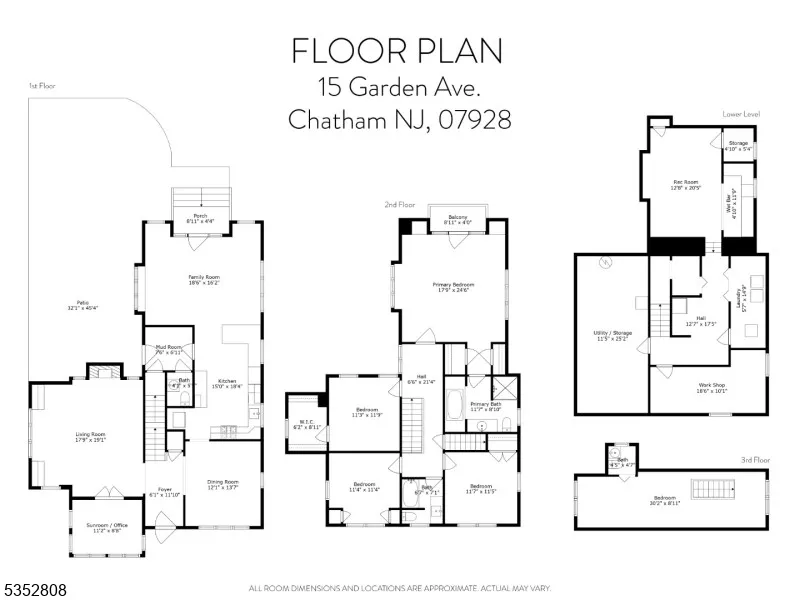 FLOOR PLAN
15 Garden Ave.
Chatham NJ, 07928
1st Floor
Porch
8'11" x 4'9"
Family Room
18'6" x 16'2"
Patio
32'1" x 45'4"
Mud Room
7'6" x 6'11"
Bath
Kitchen
15'0" x 18'4"
Living Room
17'9" x 19'1"
Foyer
6'1" x 11'10"
Dining Room
12'1" x 13'7"
Sunroom / Office
11'2" x 8'8"
2nd Floor
Balcony
8'11" x 4'0"
Primary Bedroom
17'9" x 24'6"
Hall
6'6" x 21'4"
Bedroom
11'3" x 11'9"
W.I.C.
6'2" x 8'11"
Primary Bath
11'7" x 8'10"
Bedroom
11'4" x 11'4"
Bath
6'7" x 7'1"
Bedroom
11'7" x 11'5"
Lower Level
Storage
4'10" x 5'4"
Rec Room
12'8" x 20'5"
Wet Bar
4'10" x 11'9"
Laundry
5'7" x 14'9"
Hall
12'7" x 17'5"
Utility / Storage
11'5" x 25'2"
Work Shop
18'6" x 10'1"
3rd Floor
Bath
4'5" x 4'7"
Bedroom
30'2" x 8'11"
5352808
ALL ROOM DIMENSIONS AND LOCATIONS ARE APPROXIMATE. ACTUAL MAY VARY.